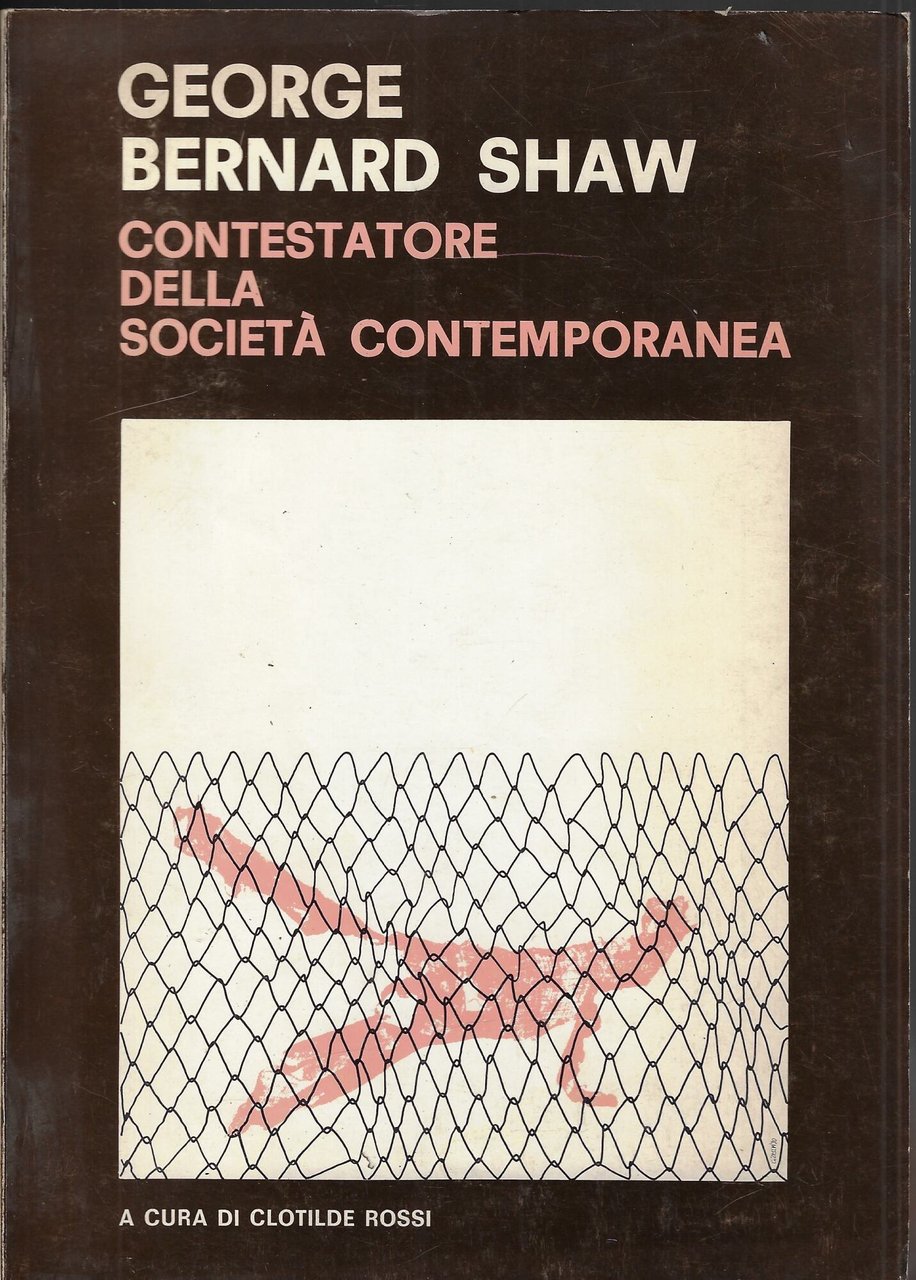 GEORGE
BERNARD SHAW
CONTESTATORE
DELLA
SOCIETÀ CONTEMPORANEA
A CURA DI CLOTILDE ROSSI